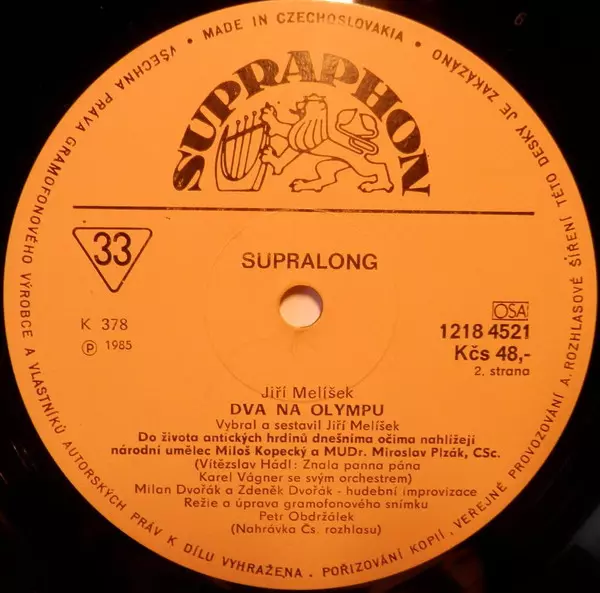 MADE IN CZECHOSLOVAKIA
VŠECHNA PRÁVA GRAMOFONOVÉHO VÝROBCE A VLASTNÍKŮ AUTORSKÝCH PRÁV K DÍLU VYHRAŽENA. POŘIZOVÁNÍ KOPIÍ, VEŘEJNÉ PROVOZOVÁNÍ A ROZHLASOVÉ ŠÍŘENÍ TÉTO DESKY JE ZAKÁZÁNO
SUPRAPHON
33
SUPRALONG
K 378
℗ 1985
OSA
1218 4521
Kčs 48,-
2. strana
Jiří Melíšek
DVA NA OLYMPU
Vybral a sestavil Jiří Melíšek
Do života antických hrdinů dnešníma očima nahlížejí
národní umělec Miloš Kopecký a MUDr. Miroslav Plzák, CSc.
(Vítězslav Hádl: Znala panna pána
Karel Vágner se svým orchestrem)
Milan Dvořák a Zdeněk Dvořák - hudební improvizace
Režie a úprava gramofonového snímku
Petr Obdržálek
(Nahrávka Čs. rozhlasu)